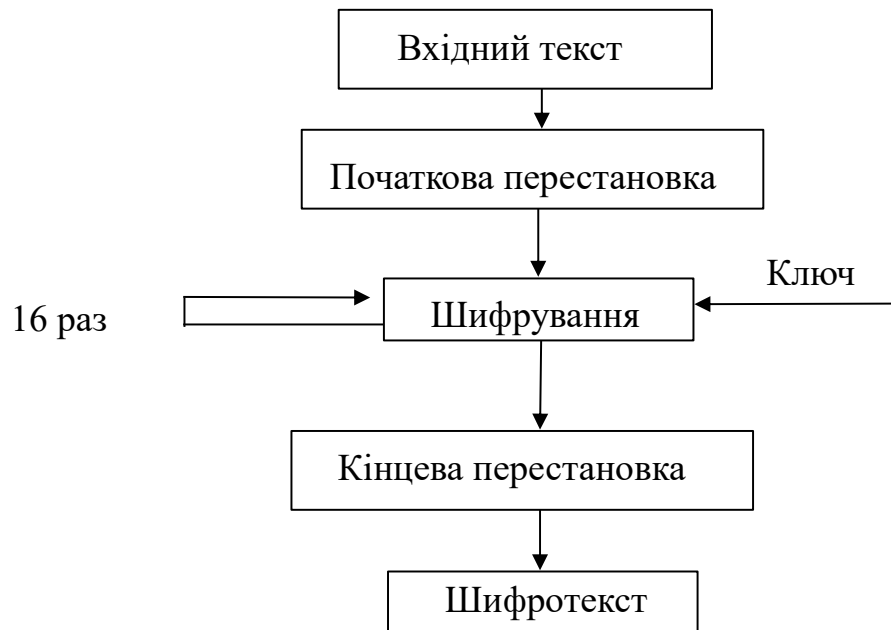 Вхідний текст
Початкова перестановка
Ключ
16 раз
Шифрування
Кінцева перестановка
Шифротекст